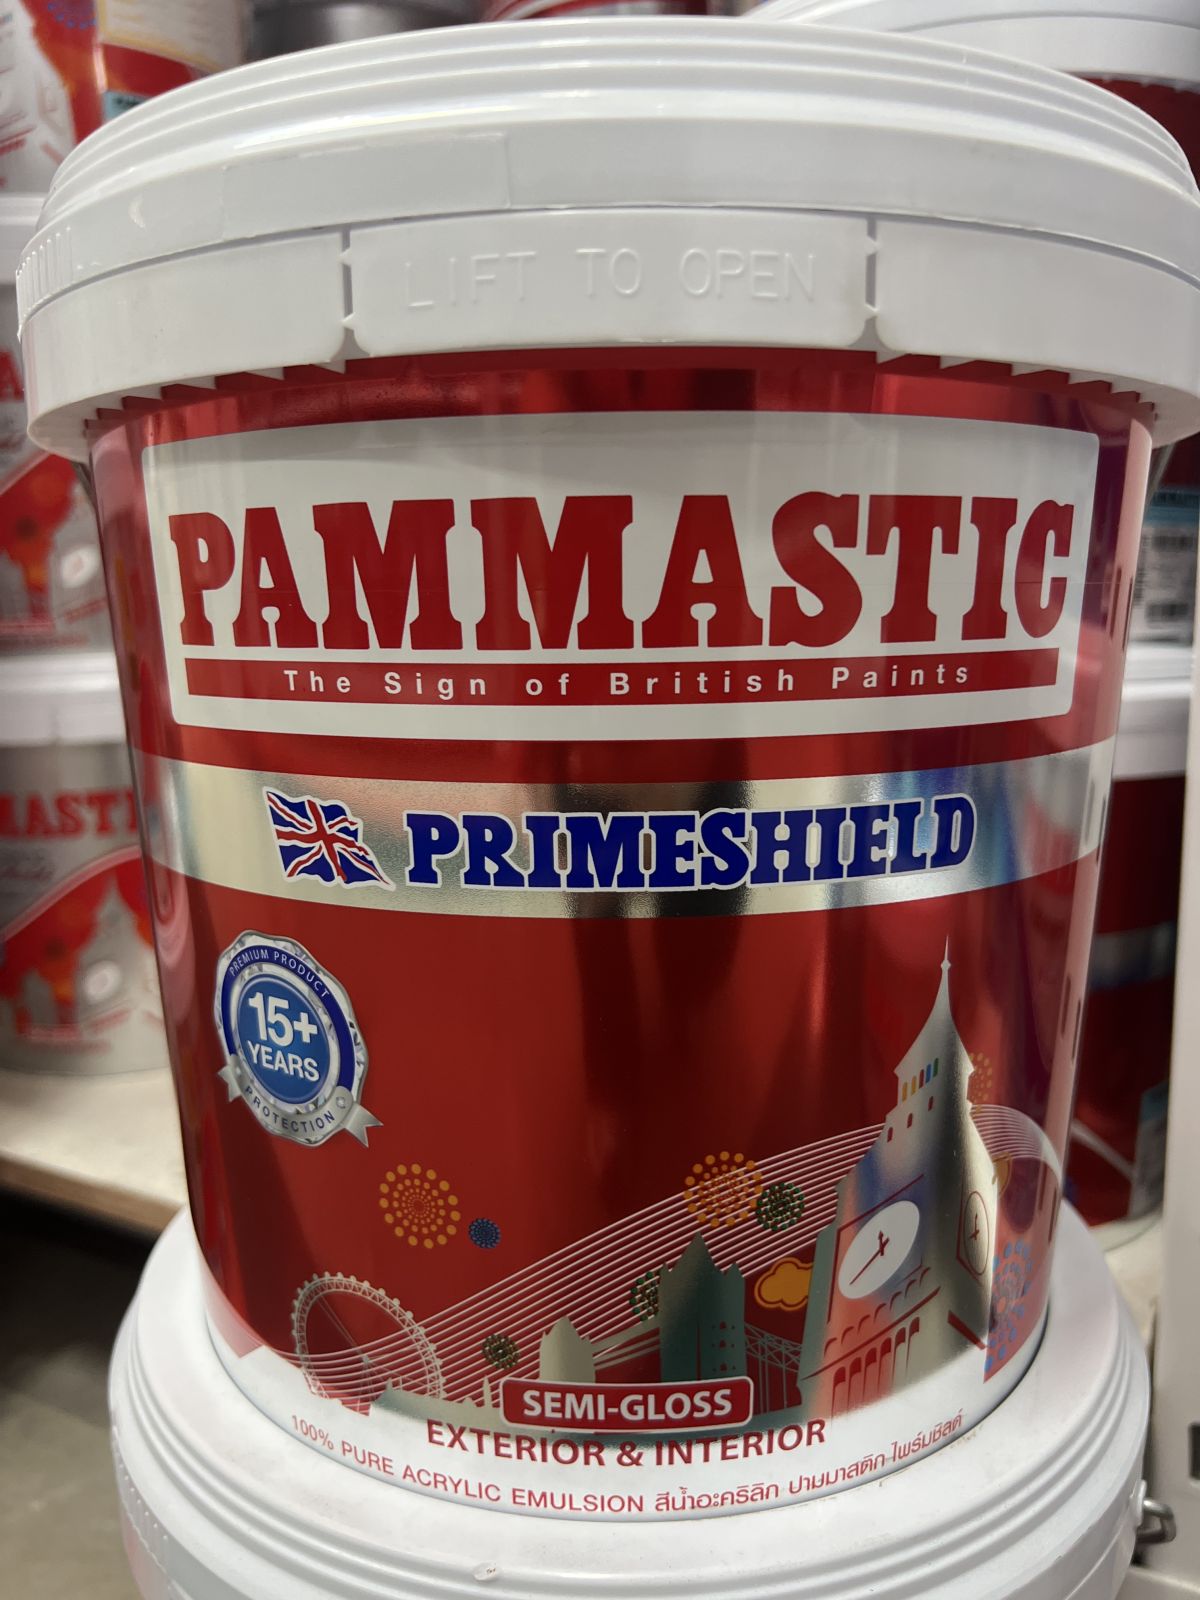 LIFT TO OPEN
PAMMASTIC
The Sign of British Paints
PRIMESHIELD
PREMIUM PRODUCT
15+
YEARS
PROTECTION
SEMI-GLOSS
EXTERIOR & INTERIOR
100% PURE ACRYLIC EMULSION สีน้ำอะคริลิก ปามมาสติก ไพร์มชิลด์
MAST